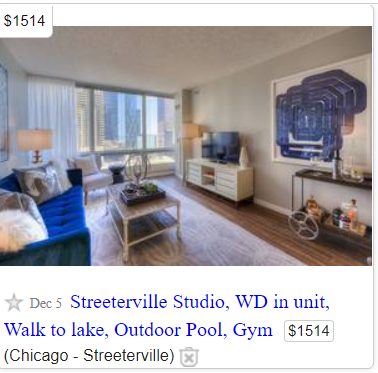 $1514
Dec 5 Streeterville Studio, WD in unit,
Walk to lake, Outdoor Pool, Gym $1514
(Chicago - Streeterville)